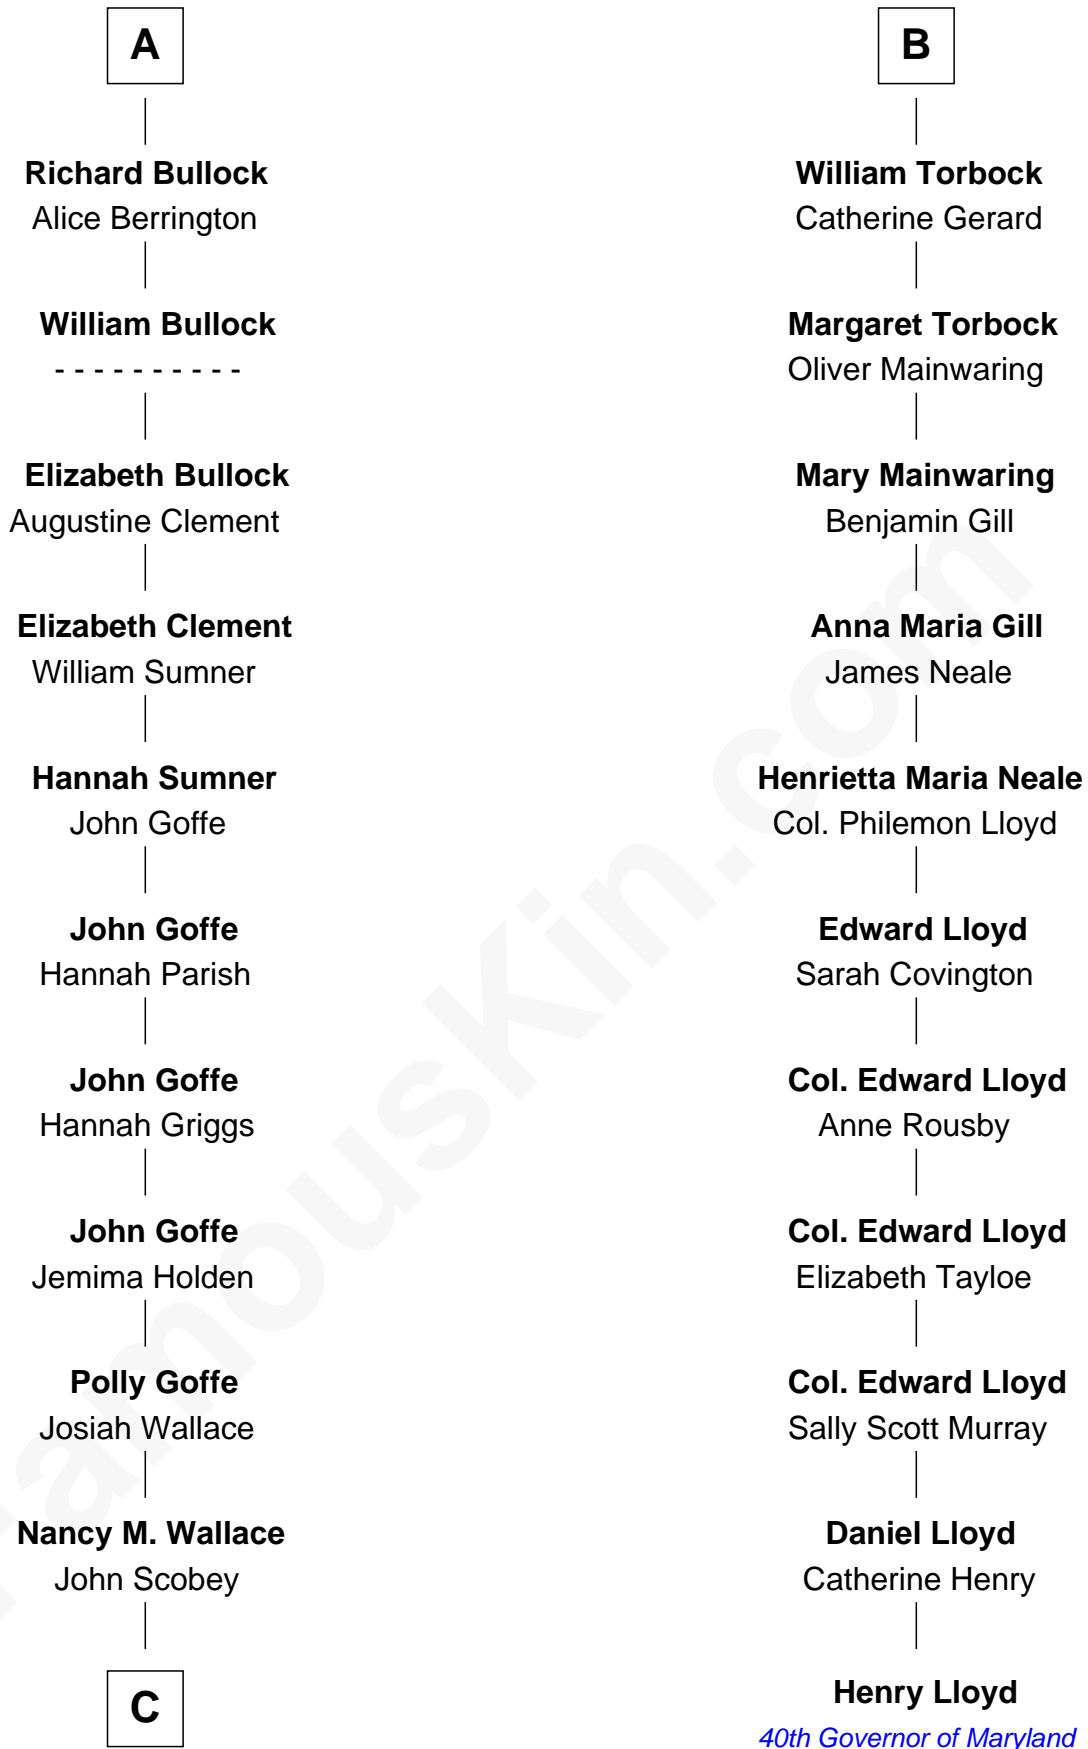 A
Richard Bullock
Alice Berrington
William Bullock
- - - - - - - - - -
Elizabeth Bullock
Augustine Clement
Elizabeth Clement
William Sumner
Hannah Sumner
John Goffe
John Goffe
Hannah Parish
John Goffe
Hannah Griggs
John Goffe
Jemima Holden
Polly Goffe
Josiah Wallace
Nancy M. Wallace
John Scobey
C
B
William Torbock
Catherine Gerard
Margaret Torbock
Oliver Mainwaring
Mary Mainwaring
Benjamin Gill
Anna Maria Gill
James Neale
Henrietta Maria Neale
Col. Philemon Lloyd
Edward Lloyd
Sarah Covington
Col. Edward Lloyd
Anne Rousby
Col. Edward Lloyd
Elizabeth Tayloe
Col. Edward Lloyd
Sally Scott Murray
Daniel Lloyd
Catherine Henry
Henry Lloyd
40th Governor of Maryland
FamousKin.com